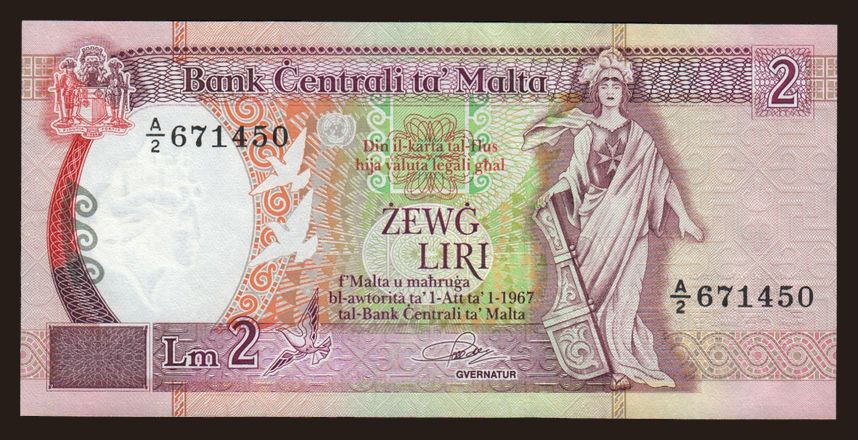 Bank Ċentrali ta' Malta
2
A/2 671450
Din il-karta tal-flus
hija valuta legali għal
ŻEWĠ
LIRI
f'Malta u maħruġa
bl-awtorità ta' l-Att ta' l-1967
tal-Bank Ċentrali ta' Malta
A/2 671450
Lm 2
GVERNATUR